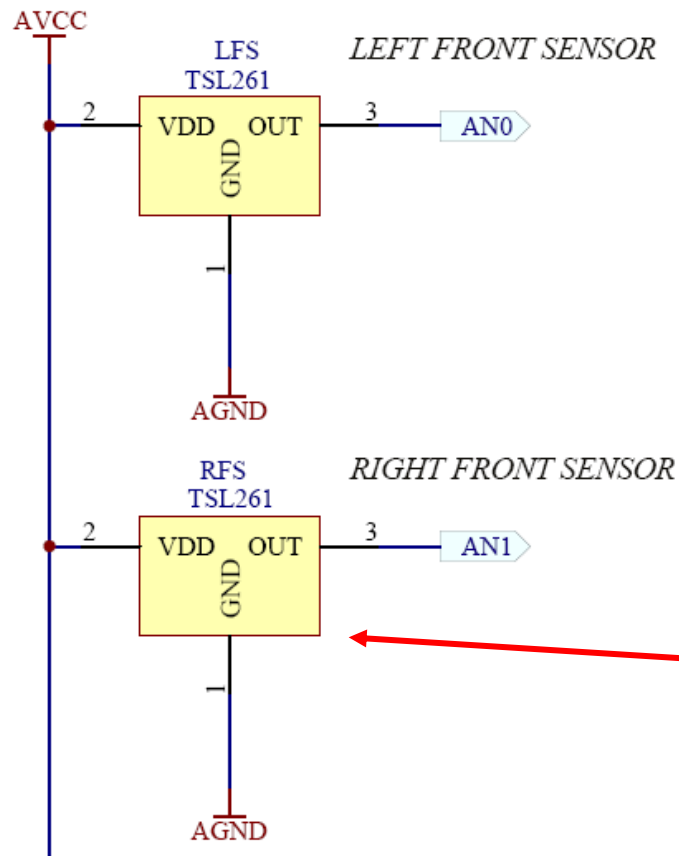 AVCC
LFS
LEFT FRONT SENSOR
TSL261
2
VDD
OUT
3
AN0
GND
1
AGND
RFS
RIGHT FRONT SENSOR
TSL261
2
VDD
OUT
3
AN1
GND
1
AGND